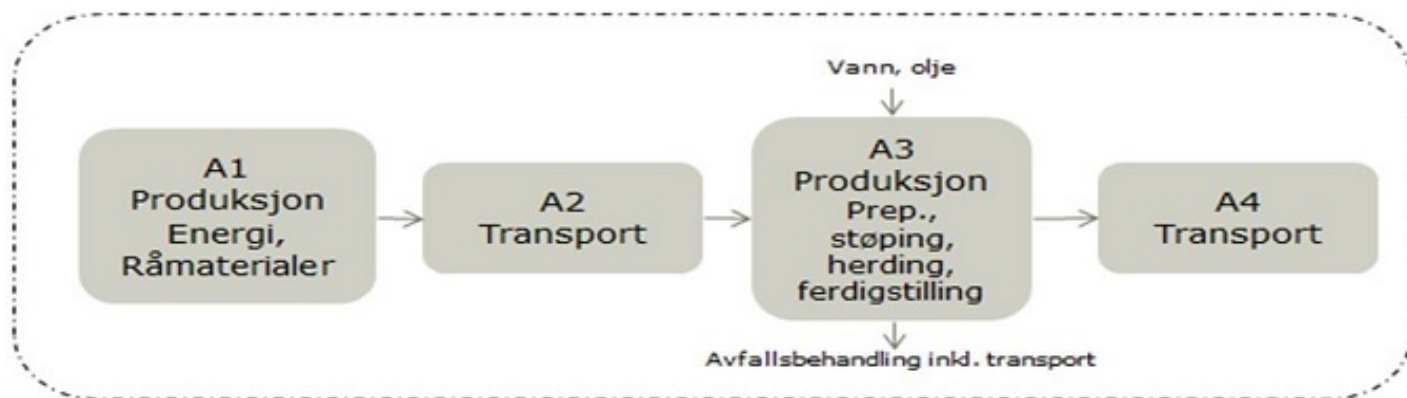 A1
Produksjon
Energi,
Råmaterialer
A2
Transport
Vann, olje
A3
Produksjon
Prep.,
støping,
herding,
ferdigstilling
Avfallsbehandling inkl. transport
A4
Transport